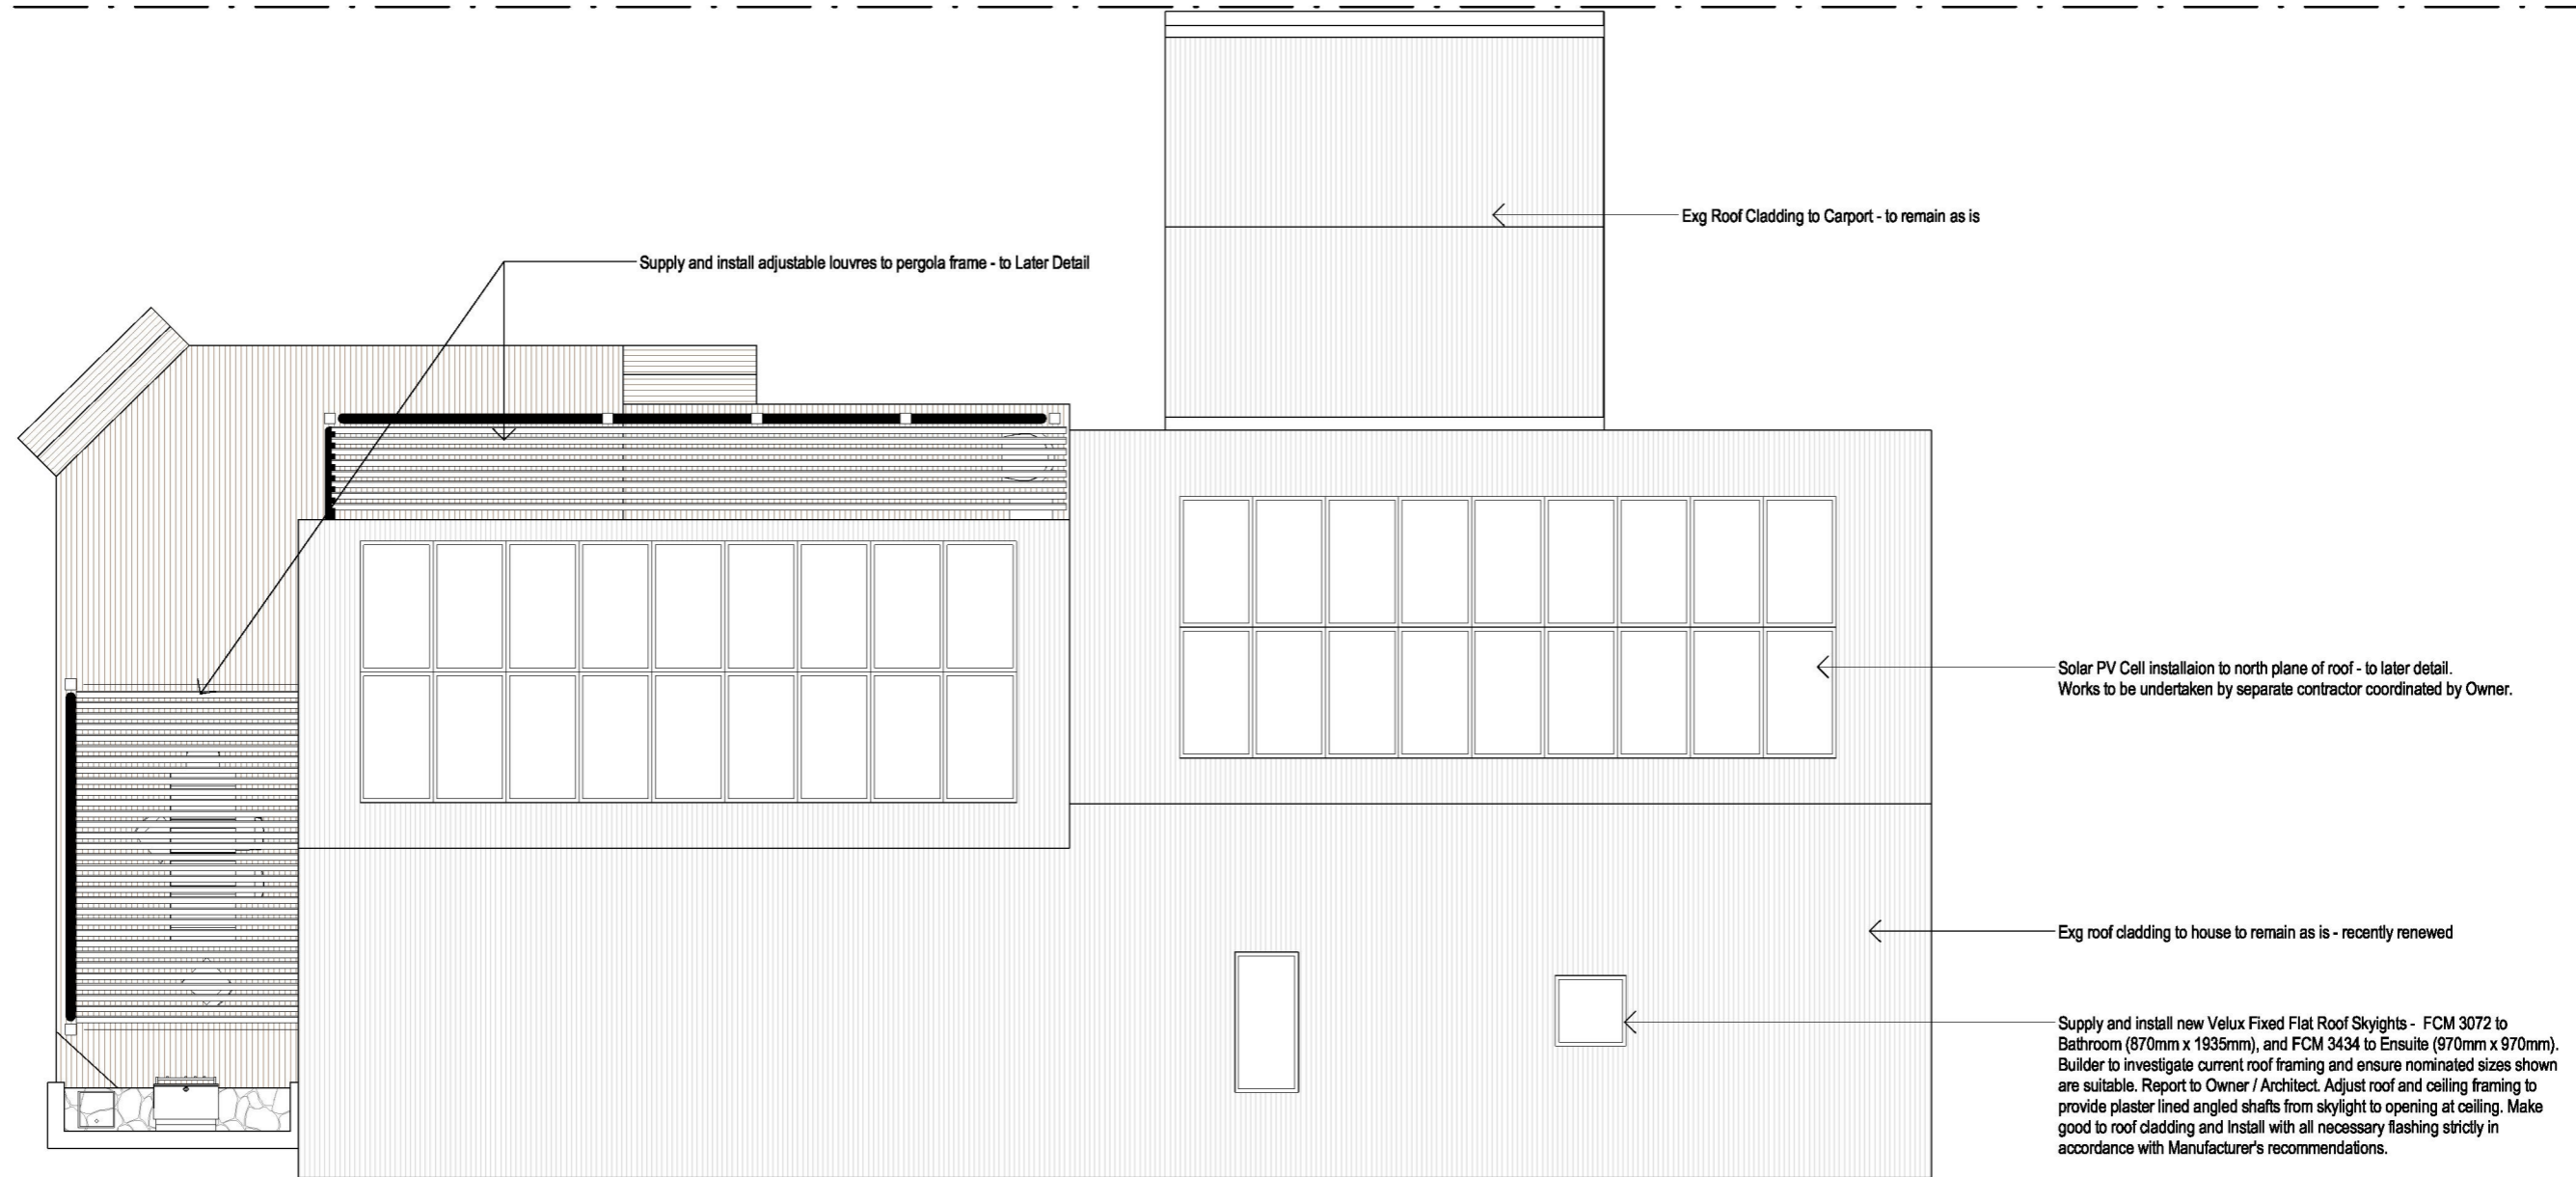 Exg Roof Cladding to Carport - to remain as is
Supply and install adjustable louvres to pergola frame - to Later Detail
Solar PV Cell installaion to north plane of roof - to later detail.
Works to be undertaken by separate contractor coordinated by Owner.
Exg roof cladding to house to remain as is - recently renewed
Supply and install new Velux Fixed Flat Roof Skyights - FCM 3072 to
Bathroom (870mm x 1935mm), and FCM 3434 to Ensuite (970mm x 970mm).
Builder to investigate current roof framing and ensure nominated sizes shown
are suitable. Report to Owner / Architect. Adjust roof and ceiling framing to
provide plaster lined angled shafts from skylight to opening at ceiling. Make
good to roof cladding and Install with all necessary flashing strictly in
accordance with Manufacturer's recommendations.